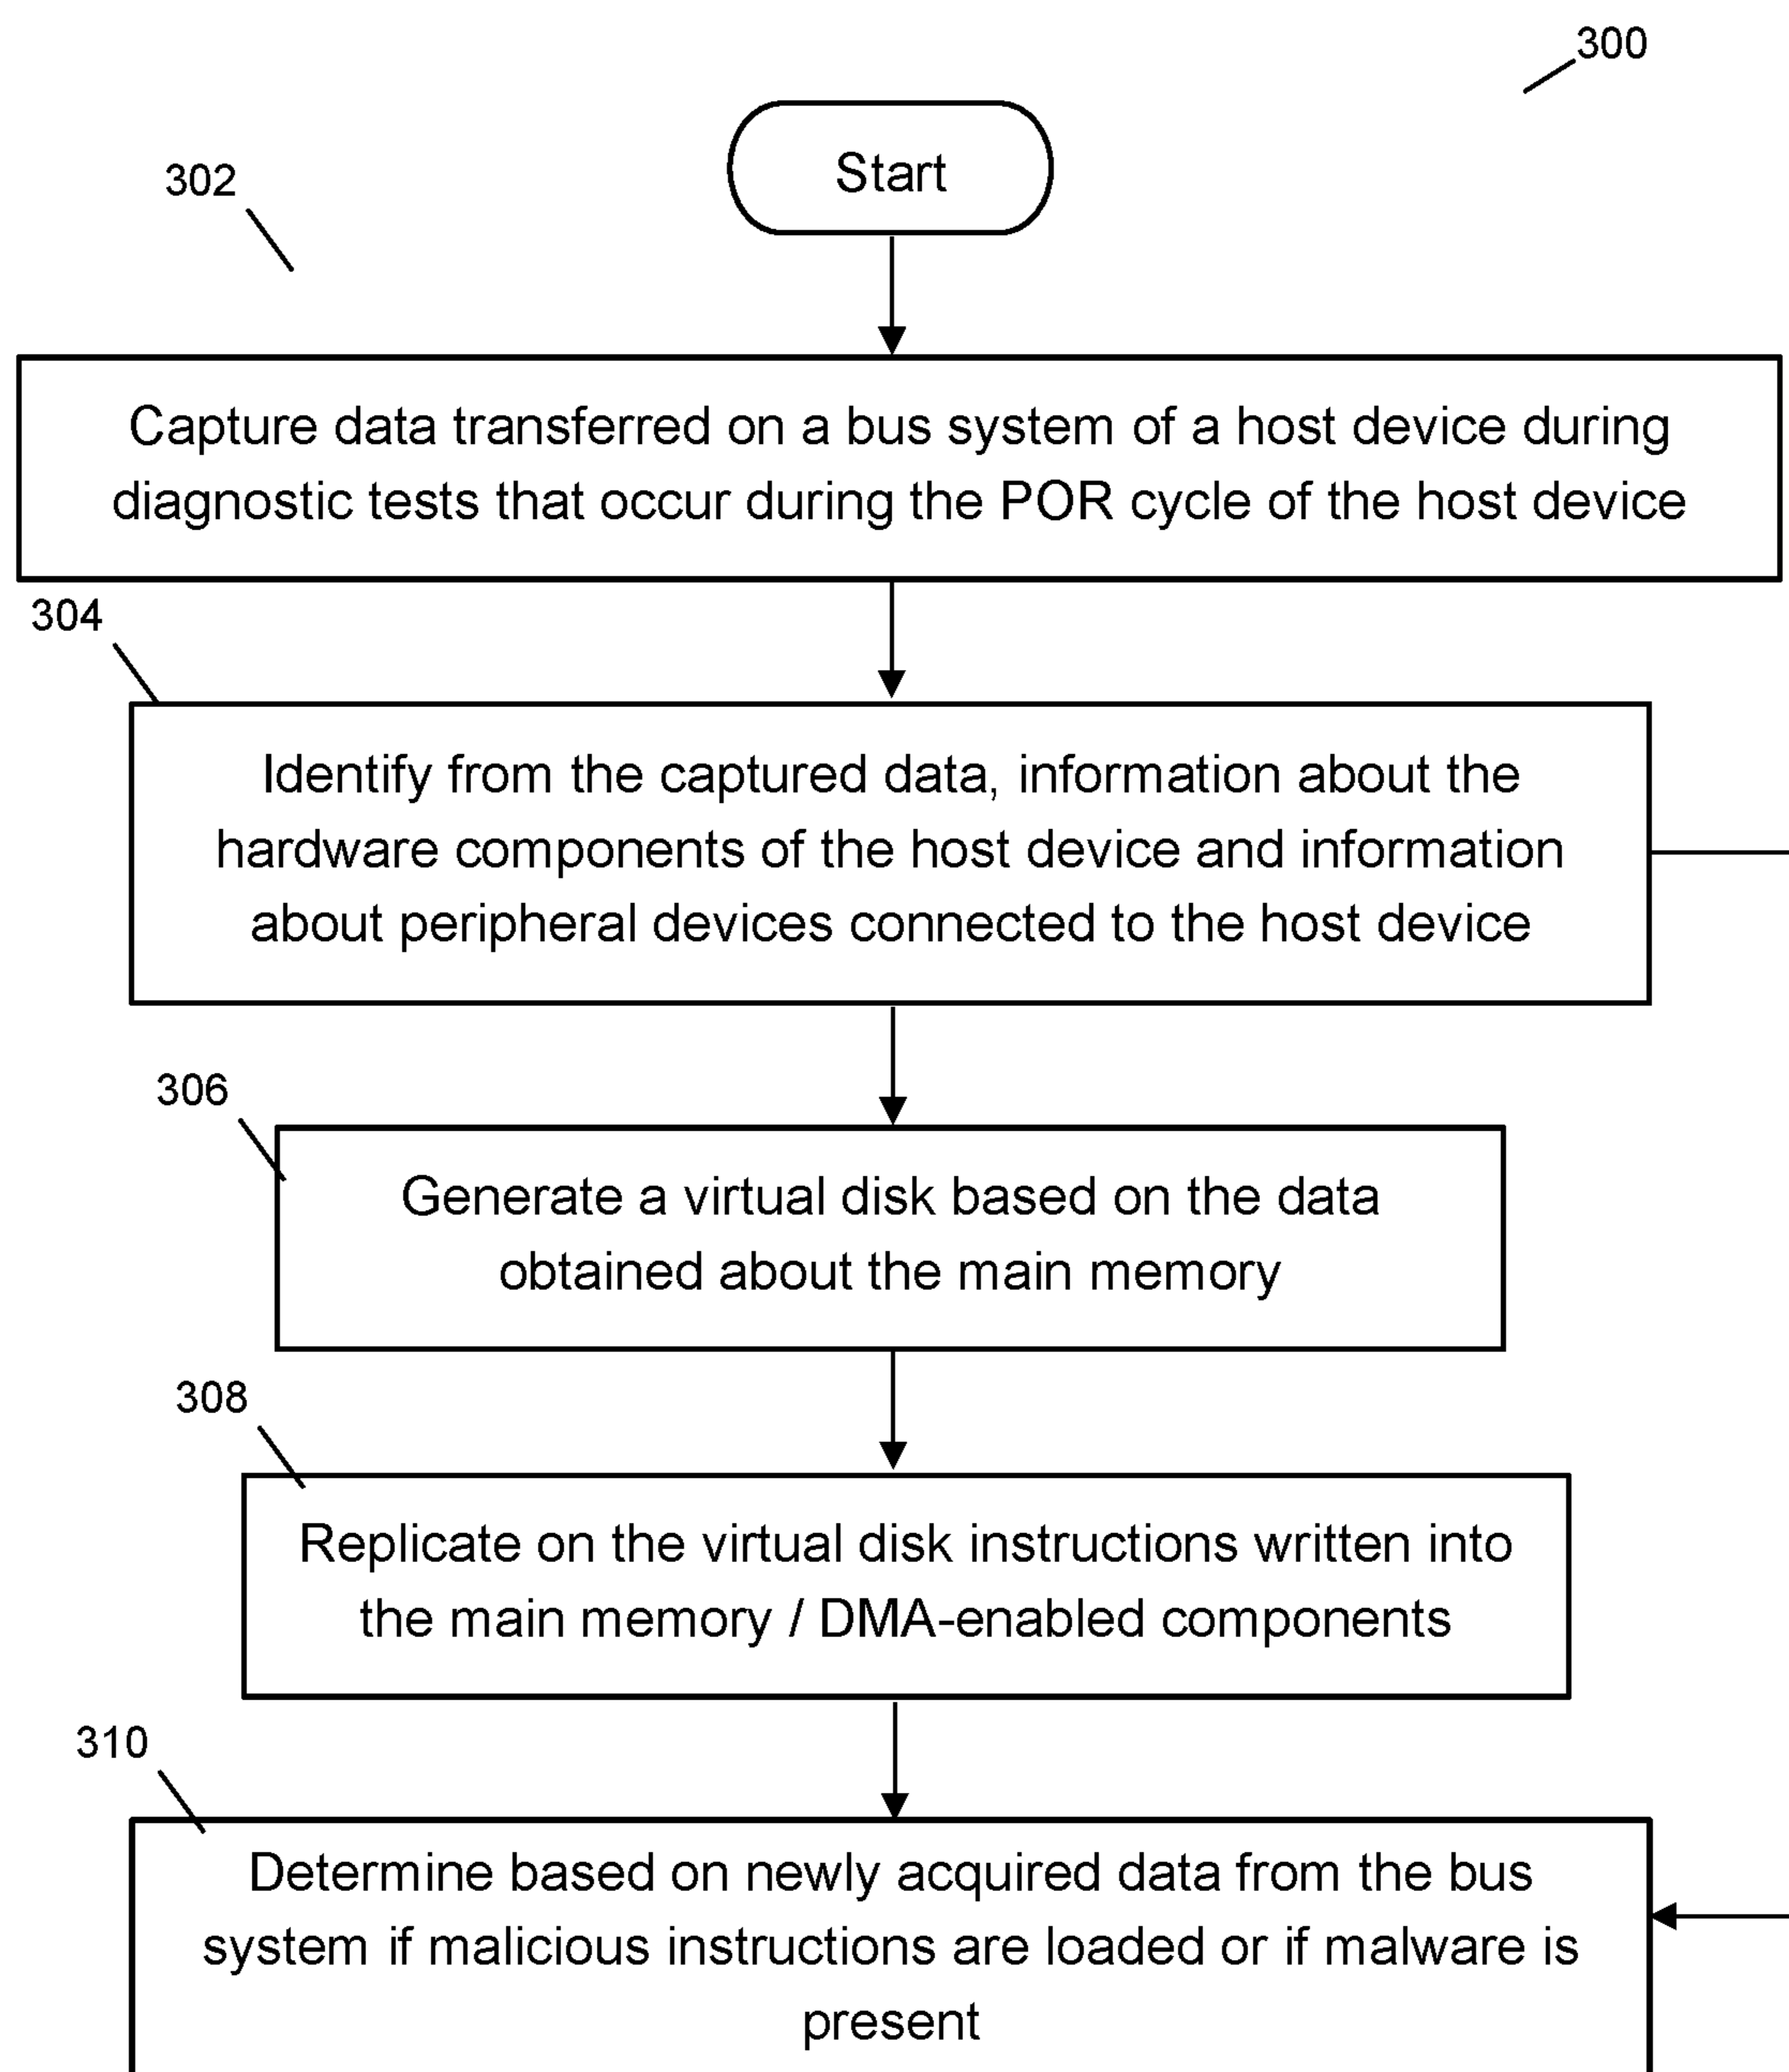 300
Start
302
Capture data transferred on a bus system of a host device during
diagnostic tests that occur during the POR cycle of the host device
304
Identify from the captured data, information about the
hardware components of the host device and information
about peripheral devices connected to the host device
306
Generate a virtual disk based on the data
obtained about the main memory
308
Replicate on the virtual disk instructions written into
the main memory / DMA-enabled components
310
Determine based on newly acquired data from the bus
system if malicious instructions are loaded or if malware is
present